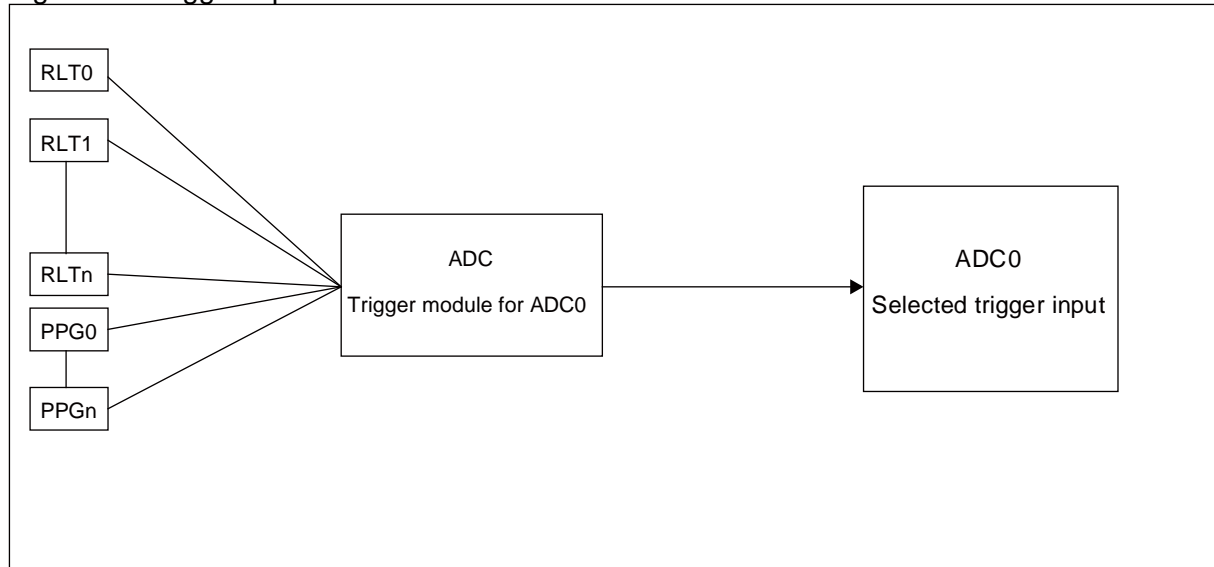 RLT0
RLT1
RLTn
PPG0
PPGn
ADC
Trigger module for ADC0
ADC0
Selected trigger input